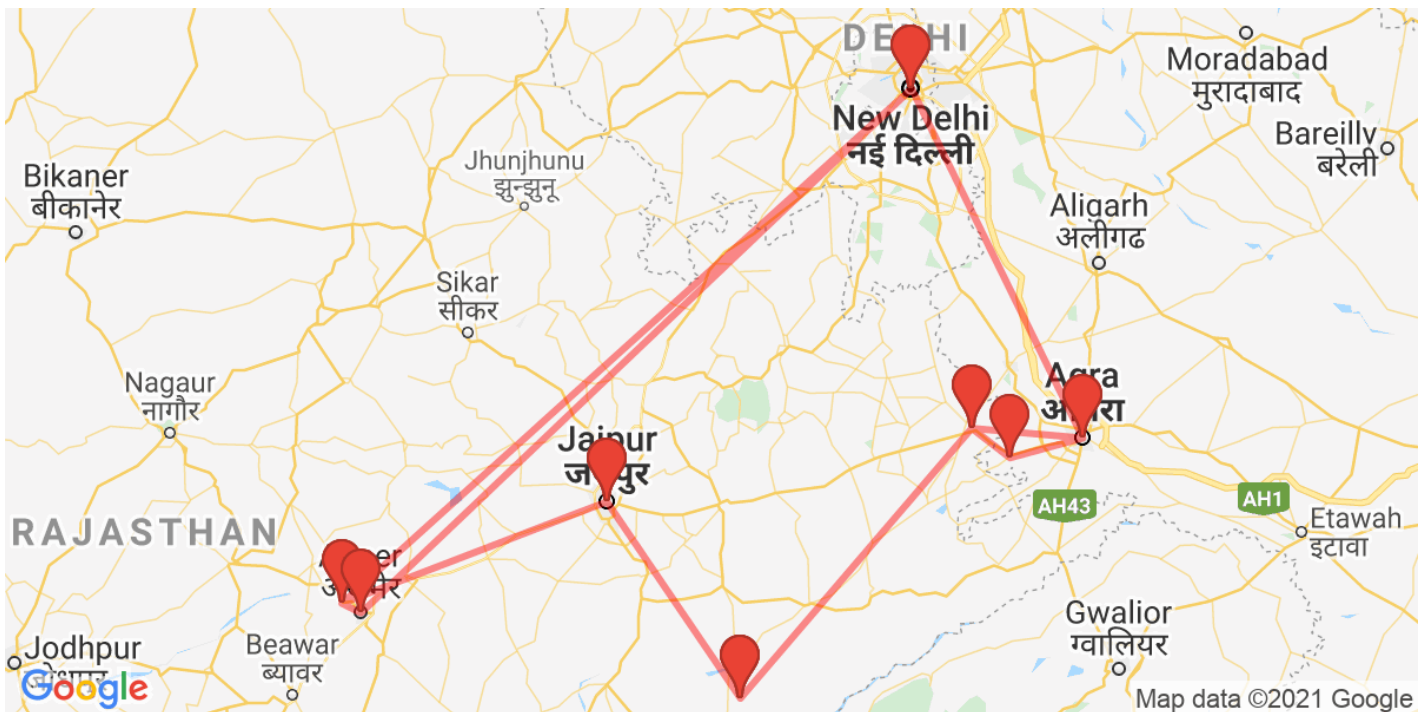 DELHI
New Delhi
नई दिल्ली
Moradabad
मुरादाबाद
Bareilly
बरेली
Jhunjhunu
झुन्झुनू
Bikaner
बीकानेर
Aligarh
अलीगढ
Sikar
सीकर
Nagaur
नागौर
Agra
Jaipur
AH43
AH1
Etawah
इटावा
RAJASTHAN
Gwalior
ग्वालियर
Beawar
ब्यावर
Jodhpur
Google
Map data ©2021 Google